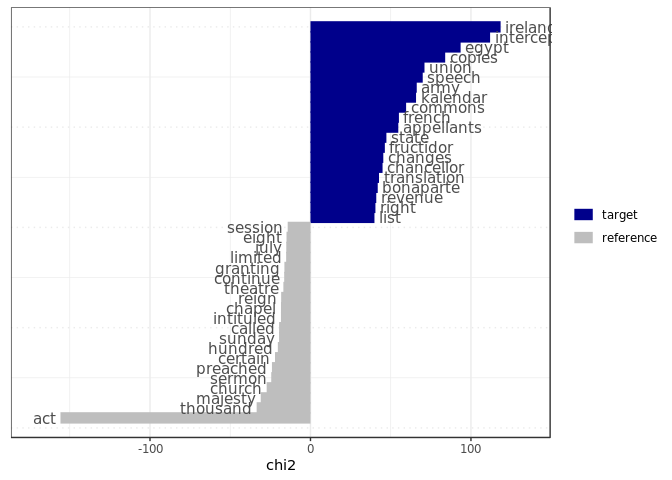 ireland
intercep
egypt
copies
union
speech
army
kalendar
commons
french
appellants
state
fructidor
changes
chancellor
translation
bonaparte
revenue
right
list
session
eight
july
limited
granting
continue
theatre
reign
chapel
intituled
called
sunday
hundred
certain
preached
sermon
church
majesty
thousand
act
-100 0 100
chi2
target
reference